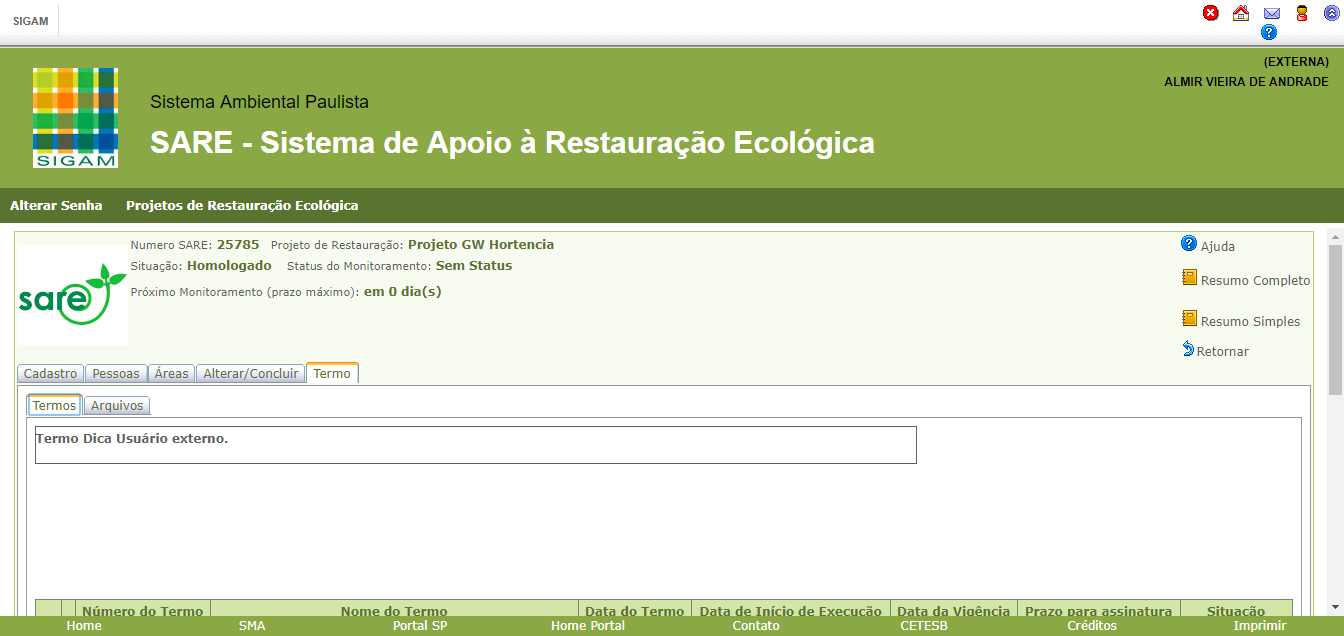 SIGAM
(EXTERNA)
ALMIR VIEIRA DE ANDRADE
SIGAM
Sistema Ambiental Paulista
SARE - Sistema de Apoio à Restauração Ecológica
Alterar Senha Projetos de Restauração Ecológica
sare
Numero SARE: 25785 Projeto de Restauração: Projeto GW Hortencia
Situação: Homologado Status do Monitoramento: Sem Status
Próximo Monitoramento (prazo máximo): em 0 dia(s)
Ajuda
Resumo Completo
Resumo Simples
Retornar
Cadastro Pessoas Áreas Alterar/Concluir Termo
Termos Arquivos
Termo Dica Usuário externo.
Número do Termo Nome do Termo Data do Termo Data de Início de Execução Data da Vigência Prazo para assinatura Situação
Home SMA Portal SP Home Portal Contato CETESB Créditos Imprimir